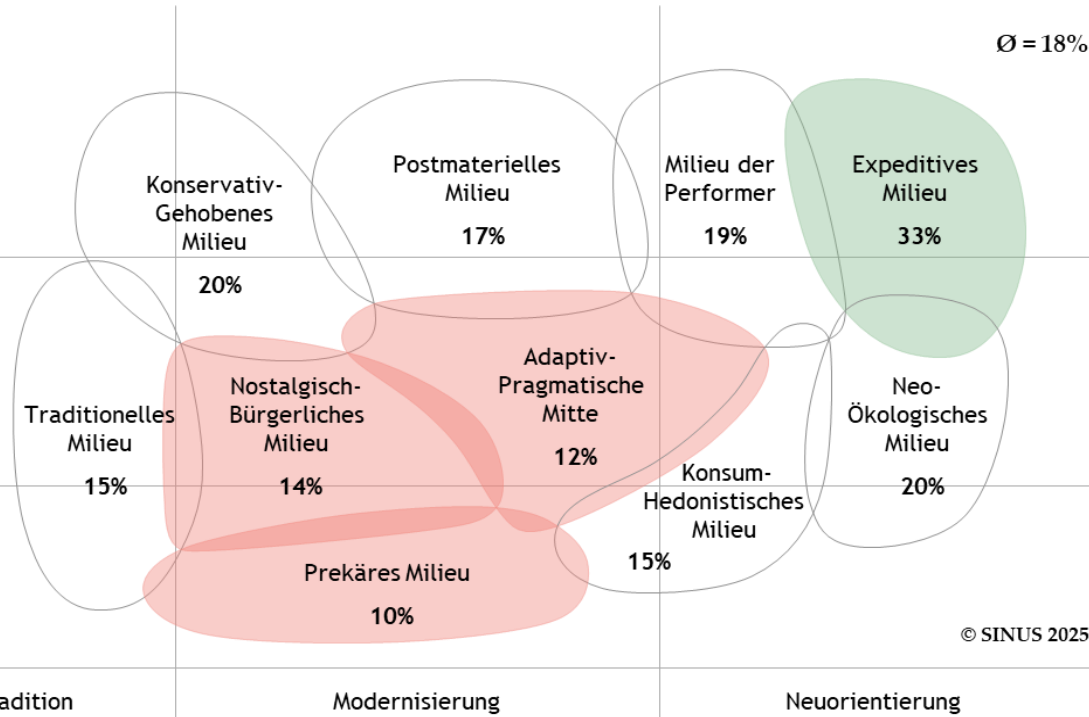 Ø = 18%
Konservativ-
Gehobenes
Milieu
20%
Postmaterielles
Milieu
17%
Milieu der
Performer
19%
Expeditives
Milieu
33%
Traditionelles
Milieu
15%
Nostalgisch-
Bürgerliches
Milieu
14%
Adaptiv-
Pragmatische
Mitte
12%
Neo-
Ökologisches
Milieu
20%
Konsum-
Hedonistisches
Milieu
15%
Prekäres Milieu
10%
© SINUS 2025
adition
Modernisierung
Neuorientierung